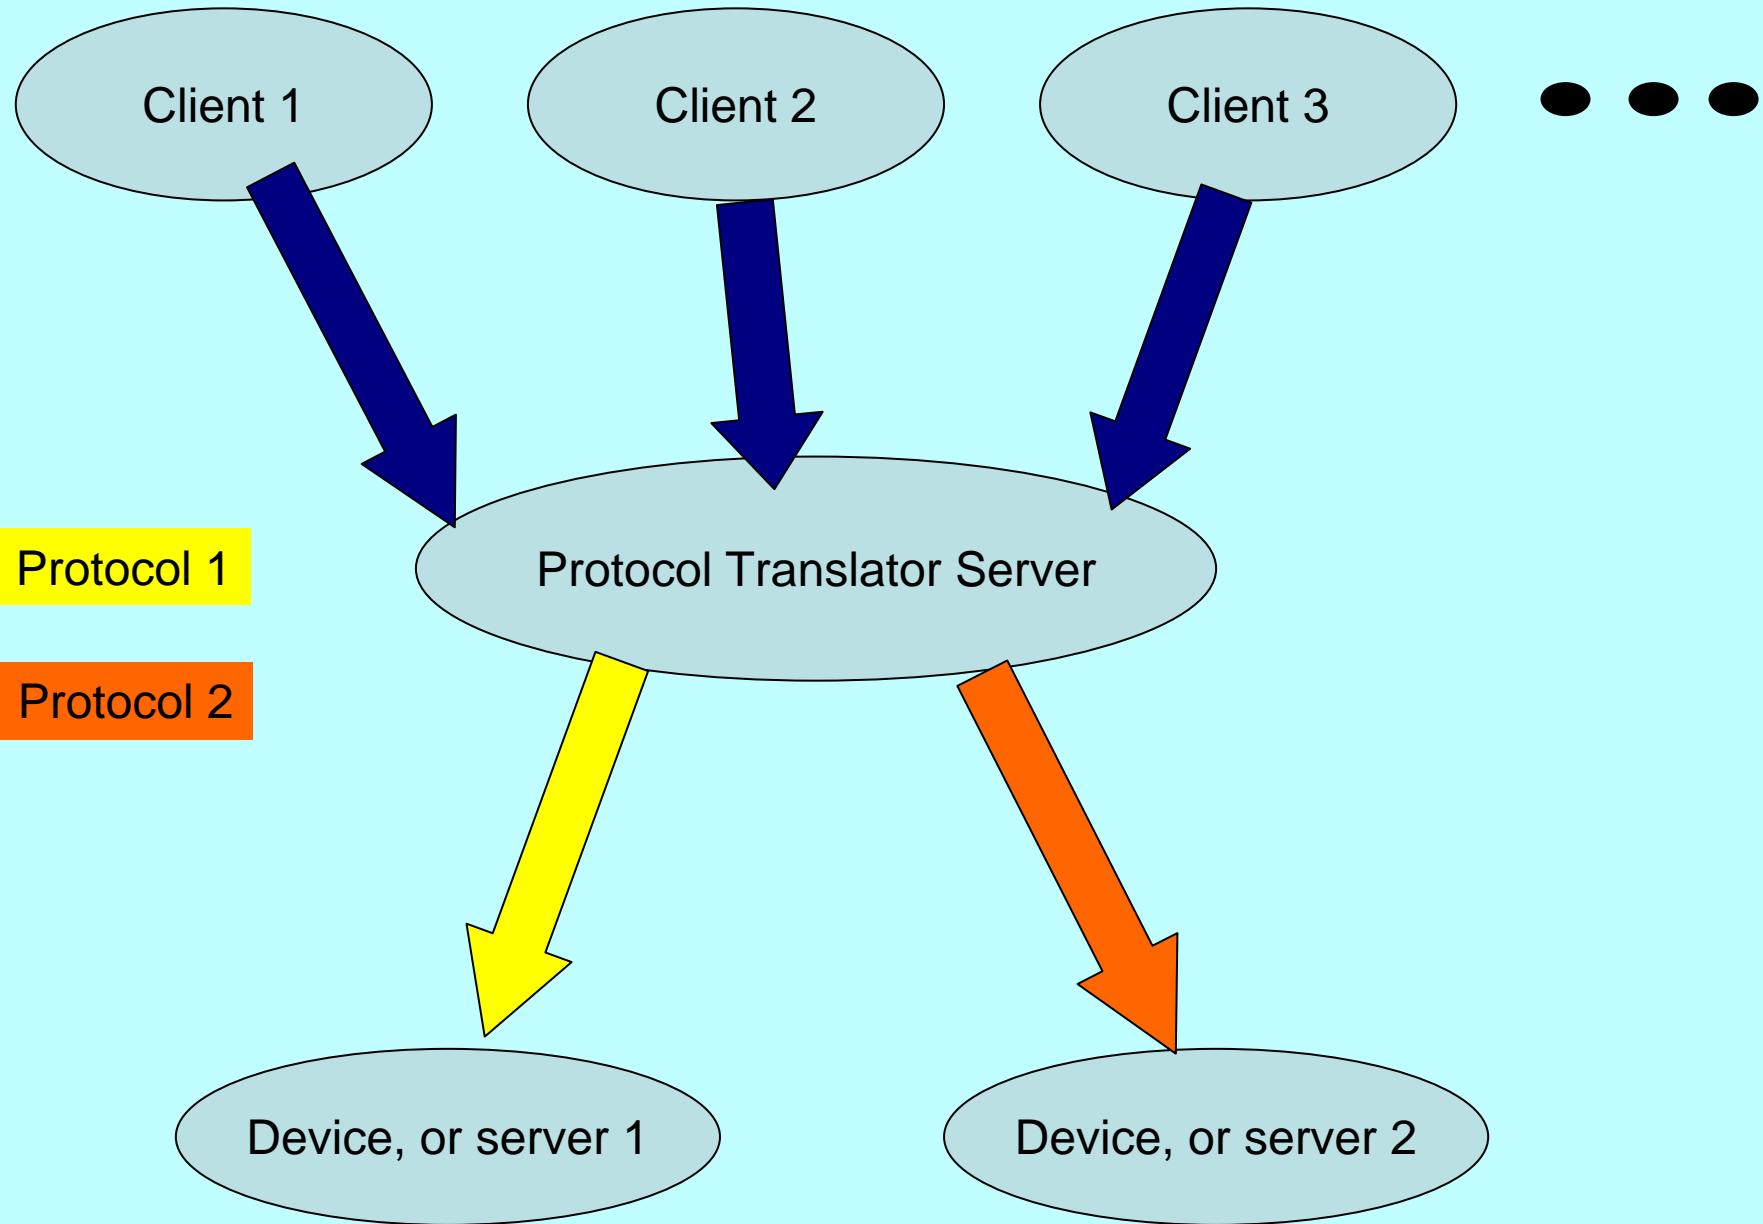 Client 1
Client 2
Client 3
Protocol 1
Protocol Translator Server
Protocol 2
Device, or server 1
Device, or server 2